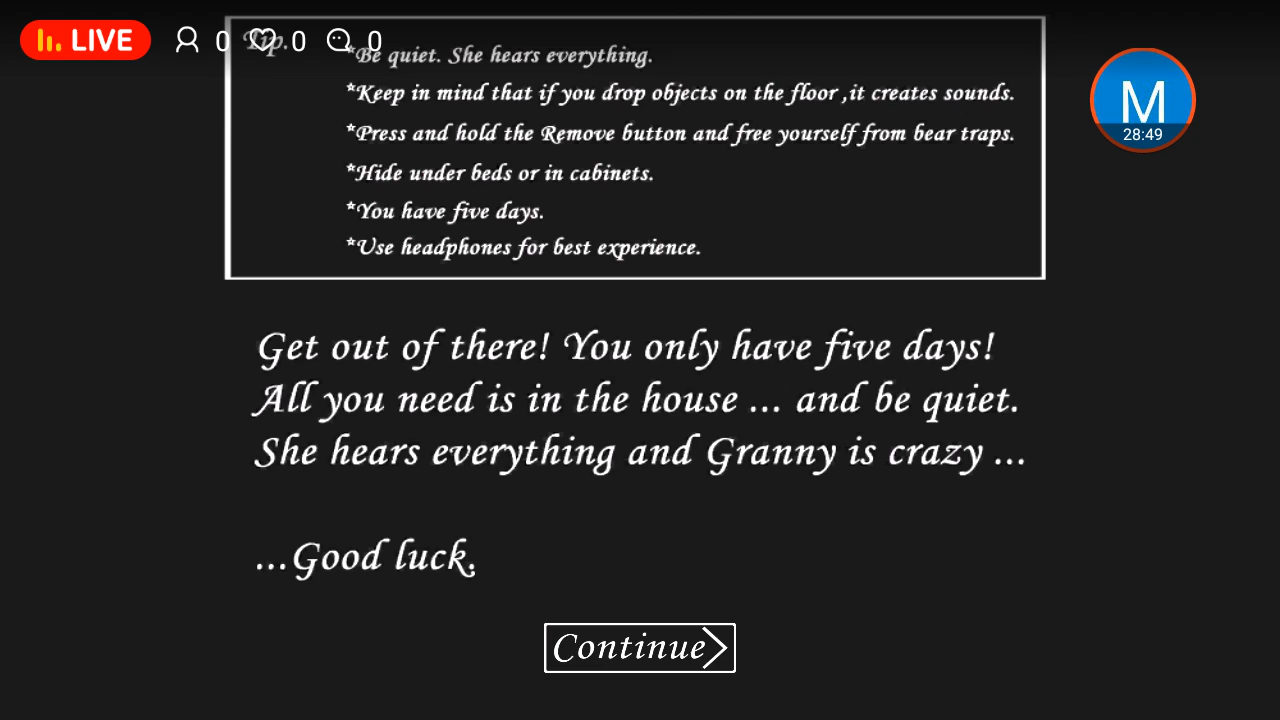 LIVE 0 0 0
Tip.
*Be quiet. She hears everything.
*Keep in mind that if you drop objects on the floor ,it creates sounds.
*Press and hold the Remove button and free yourself from bear traps.
*Hide under beds or in cabinets.
*You have five days.
*Use headphones for best experience.
M
28:49
Get out of there! You only have five days!
All you need is in the house ... and be quiet.
She hears everything and Granny is crazy ...
...Good luck.
Continue